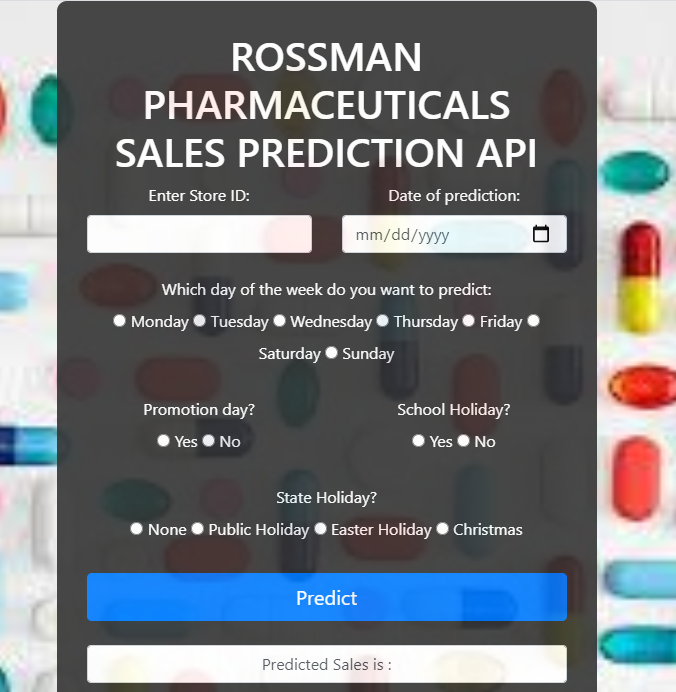 ROSSMAN
PHARMACEUTICALS
SALES PREDICTION API
Enter Store ID: Date of prediction:
mm/dd/yyyy
Which day of the week do you want to predict:
Monday Tuesday Wednesday Thursday Friday
Saturday Sunday
Promotion day? School Holiday?
Yes No Yes No
State Holiday?
None Public Holiday Easter Holiday Christmas
Predict
Predicted Sales is :